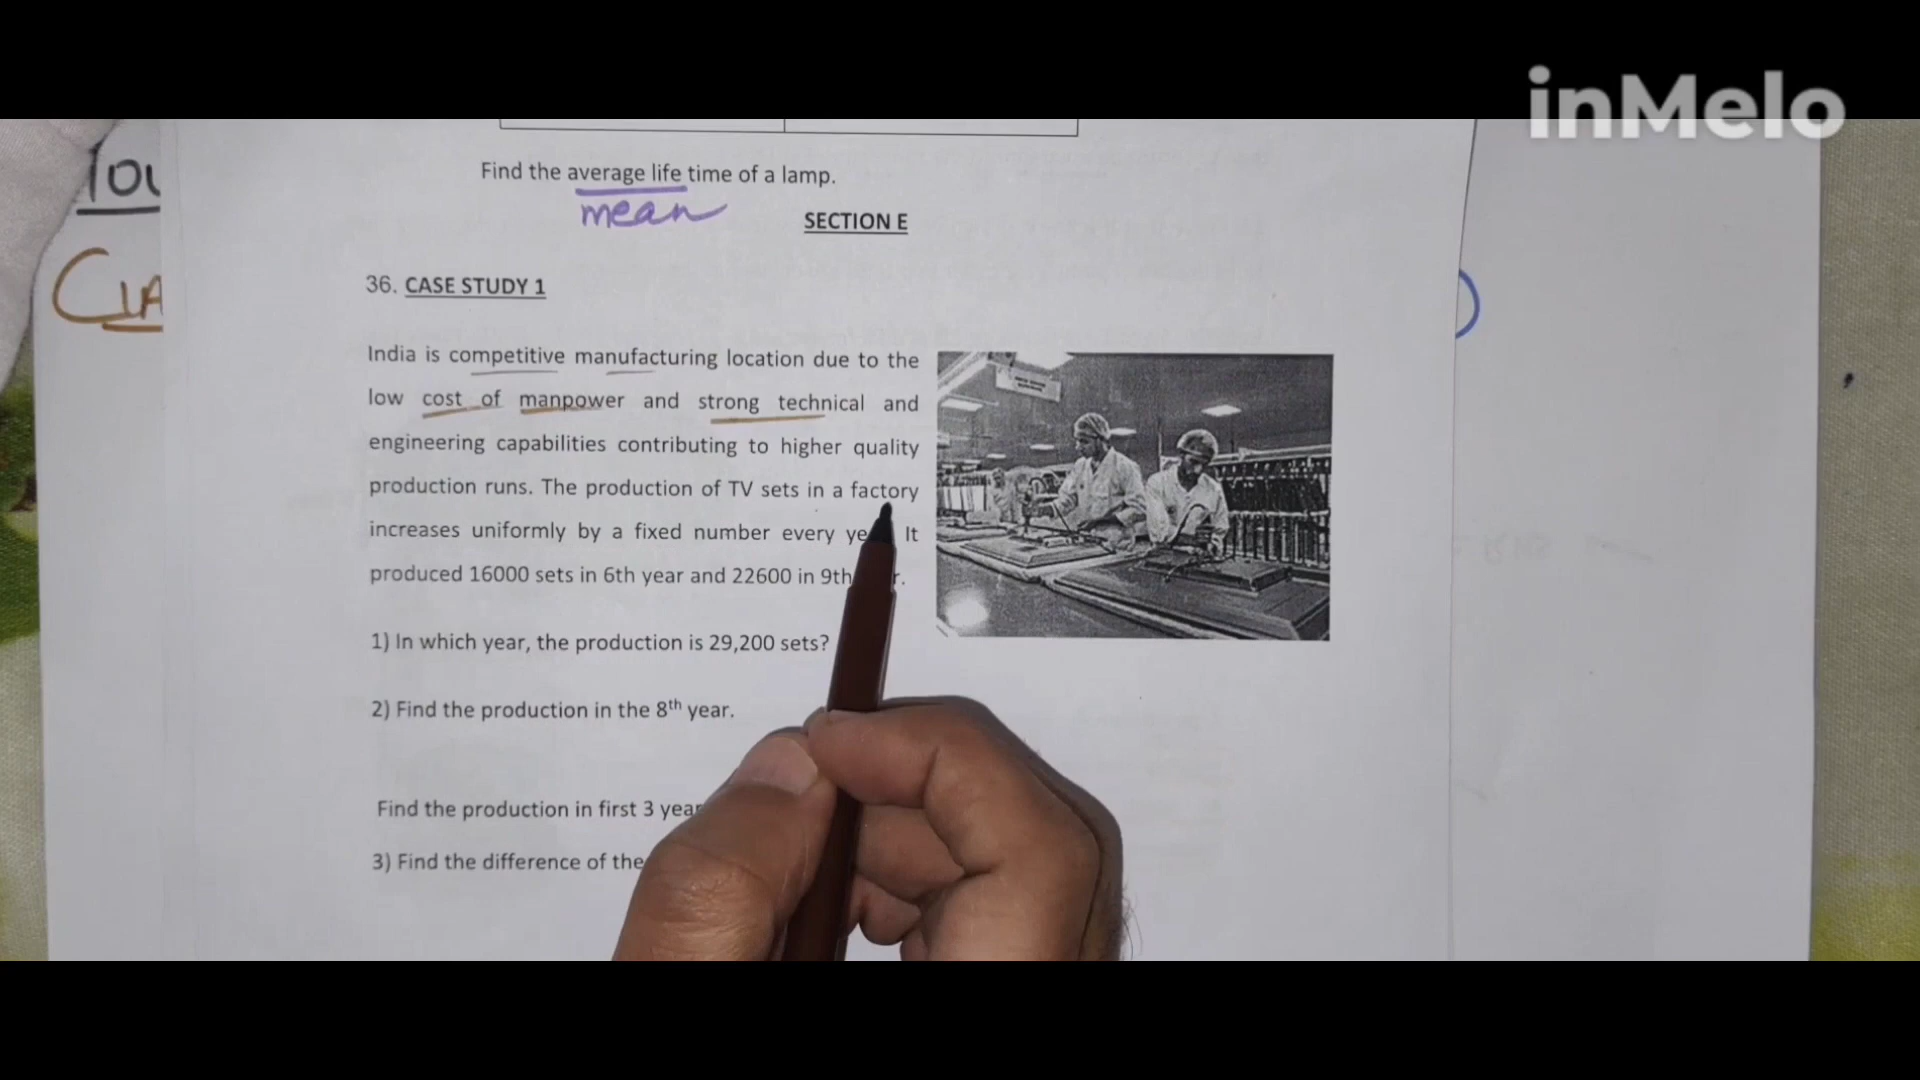 inMelo
Find the average life time of a lamp.
mean
SECTION E
36. CASE STUDY 1
India is competitive manufacturing location due to the
low cost of manpower and strong technical and
engineering capabilities contributing to higher quality
production runs. The production of TV sets in a factory
increases uniformly by a fixed number every It
produced 16000 sets in 6th year and 22600 in 9th
1) In which year, the production is 29,200 sets?
2) Find the production in the 8th year.
Find the production in first 3
3) Find the difference of the